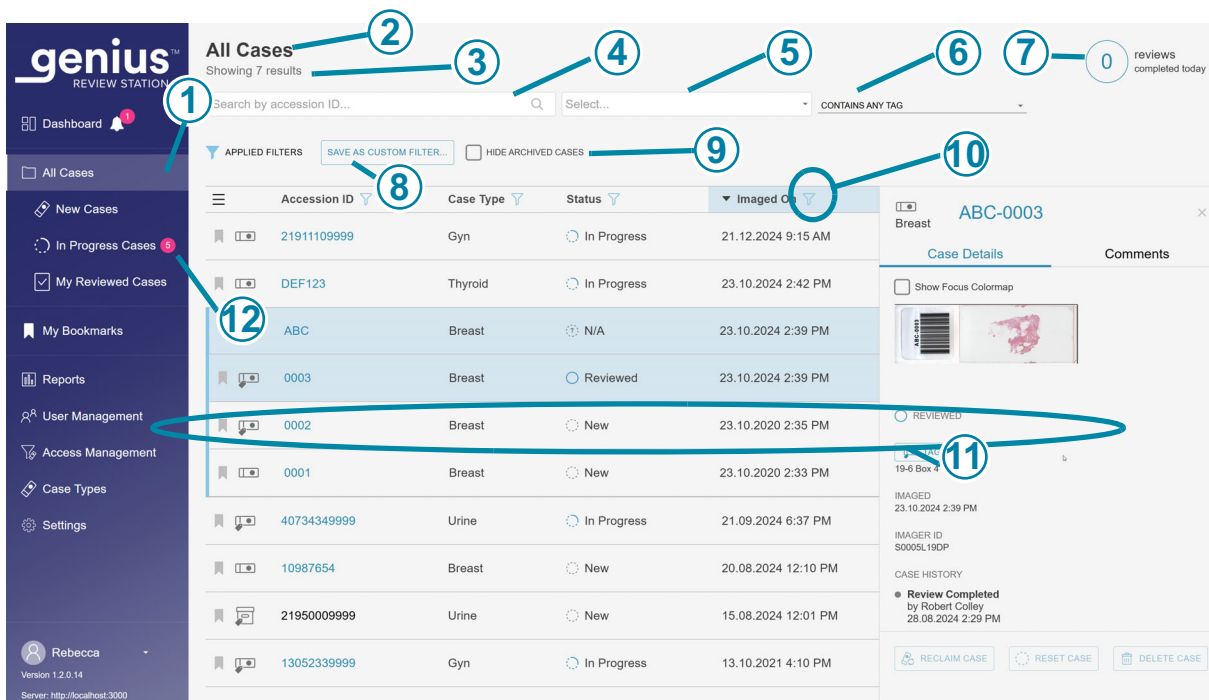 genius™
REVIEW STATION
Dashboard 1
All Cases
New Cases
In Progress Cases 5
My Reviewed Cases
My Bookmarks
Reports
User Management
Access Management
Case Types
Settings
Rebecca
Version 1.2.0.14
Server: http://localhost:3000
1
2
3
4
5
6
7
8
9
10
11
12
All Cases
Showing 7 results
0 reviews
completed today
Search by accession ID...
Select...
CONTAINS ANY TAG
APPLIED FILTERS SAVE AS CUSTOM FILTER... HIDE ARCHIVED CASES
Accession ID Case Type Status Imaged On
21911109999 Gyn In Progress 21.12.2024 9:15 AM
DEF123 Thyroid In Progress 23.10.2024 2:42 PM
ABC Breast N/A 23.10.2024 2:39 PM
0003 Breast Reviewed 23.10.2024 2:39 PM
0002 Breast New 23.10.2020 2:35 PM
0001 Breast New 23.10.2020 2:33 PM
40734349999 Urine In Progress 21.09.2024 6:37 PM
10987654 Breast New 20.08.2024 12:10 PM
21950009999 Urine New 15.08.2024 12:01 PM
13052339999 Gyn In Progress 13.10.2021 4:10 PM
Breast
ABC-0003
Case Details Comments
Show Focus Colormap
ABC-0003
REVIEWED
19-6 Box 4
IMAGED
23.10.2024 2:39 PM
IMAGER ID
S0005L19DP
CASE HISTORY
Review Completed
by Robert Colley
28.08.2024 2:29 PM
RECLAIM CASE RESET CASE DELETE CASE